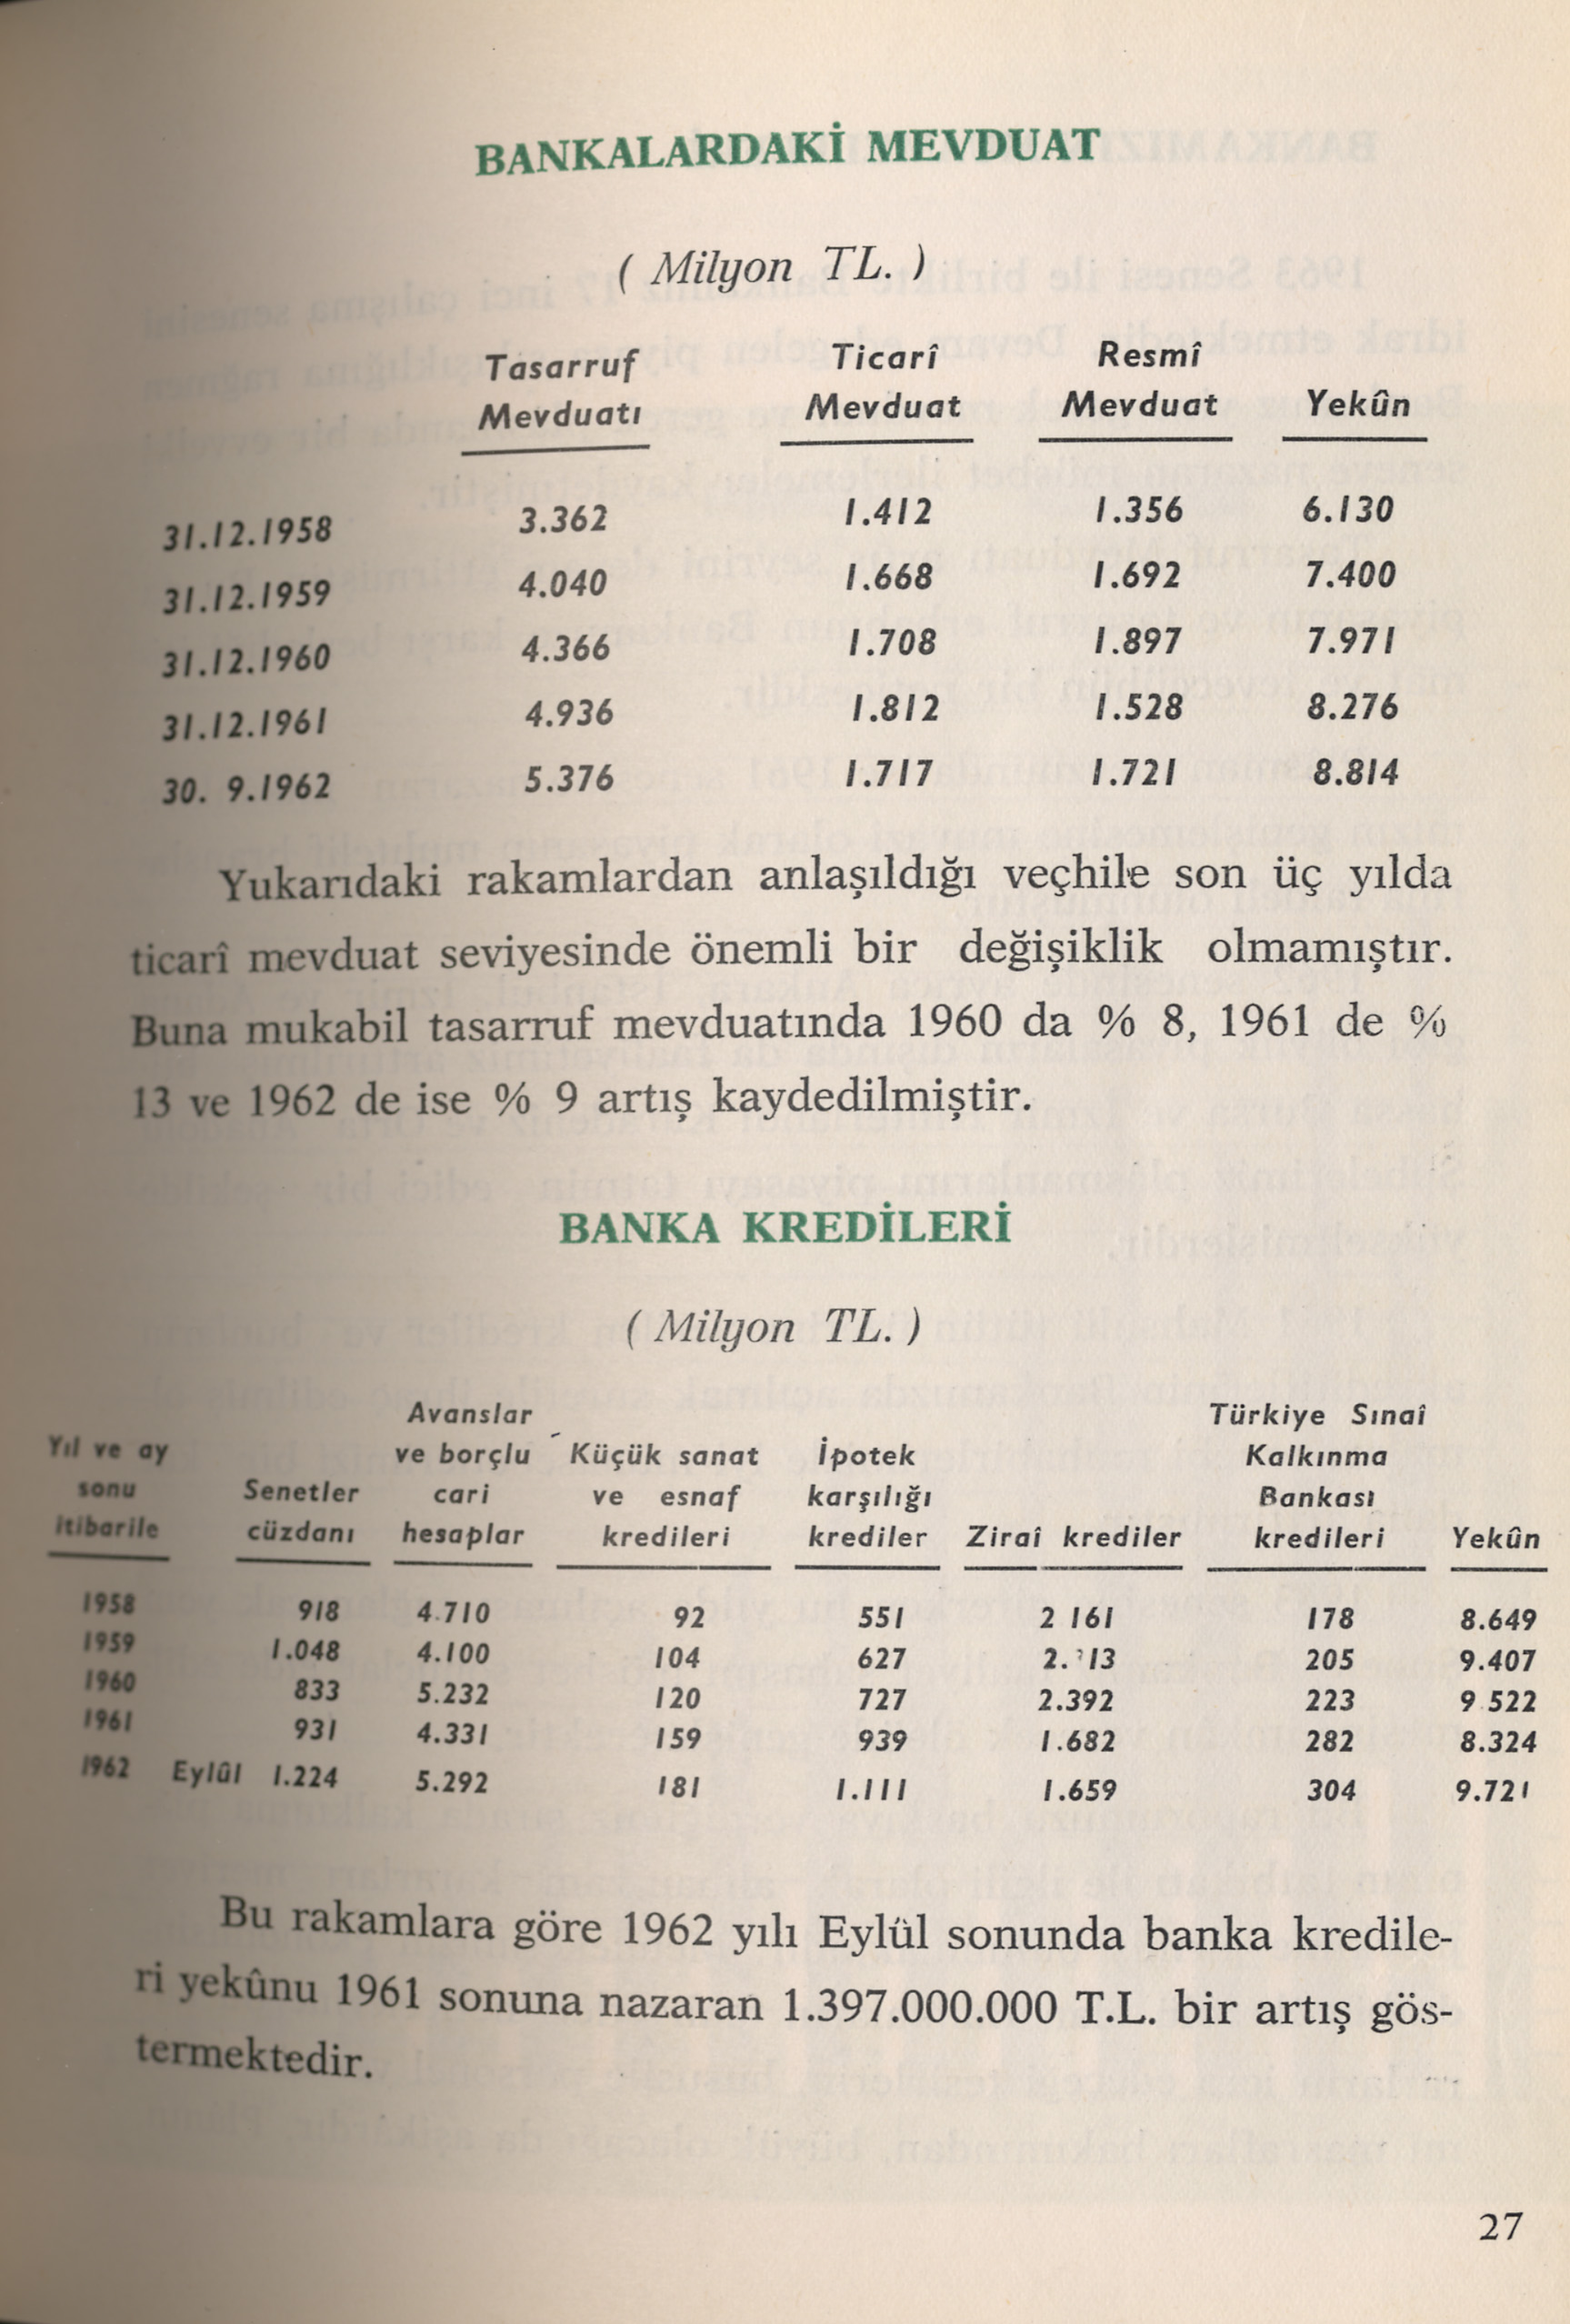 BANKALARDAKİ MEVDUAT
( Milyon TL. )
Tasarruf Ticarî Resmî
Mevduatı Mevduat Mevduat Yekûn
31.12.1958 3.362 1.412 1.356 6.130
31.12.1959 4.040 1.668 1.692 7.400
31.12.1960 4.366 1.708 1.897 7.971
31.12.1961 4.936 1.812 1.528 8.276
30. 9.1962 5.376 1.717 1.721 8.814
Yukarıdaki rakamlardan anlaşıldığı veçhile son üç yılda
ticarî mevduat seviyesinde önemli bir değişiklik olmamıştır.
Buna mukabil tasarruf mevduatında 1960 da % 8, 1961 de %
13 ve 1962 de ise % 9 artış kaydedilmiştir.
BANKA KREDİLERİ
( Milyon TL. )
Avanslar Türkiye Sınaî
Yıl ve ay ve borçlu Küçük sanat İpotek Kalkınma
sonu Senetler cari ve esnaf karşılığı Bankası
itibarile cüzdanı hesaplar kredileri krediler Ziraî krediler kredileri Yekûn
1958 918 4.710 92 551 2 161 178 8.649
1959 1.048 4.100 104 627 205 9.407
1960 833 5.232 120 727 2.392 223 9 522
1961 931 4.331 159 939 1.682 282 8.324
1962 Eylûl 1.224 5.292 181 1.111 1.659 304 9.721
Bu rakamlara göre 1962 yılı Eylül sonunda banka kredile-
ri yekûnu 1961 sonuna nazaran 1.397.000.000 T.L. bir artış gös-
termektedir.
27